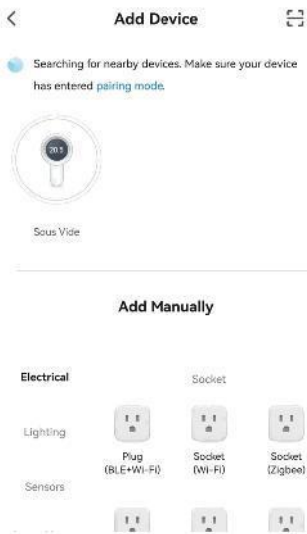 Add Device
Searching for nearby devices. Make sure your device
has entered pairing mode.
20.5
Sous Vide
Add Manually
Electrical
Socket
Lighting
Plug
(BLE+Wi-Fi)
Socket
(Wi-Fi)
Socket
(Zigbee)
Sensors